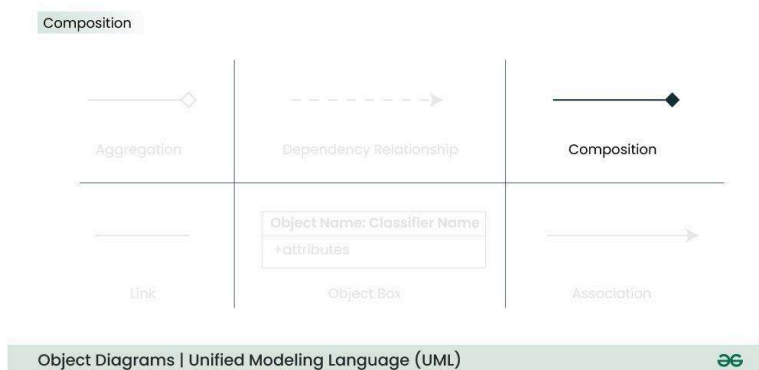 Composition
Aggregation
Dependency Relationship
Composition
Object Name: Classifier Name
+attributes
Link
Object Box
Association
Object Diagrams | Unified Modeling Language (UML)